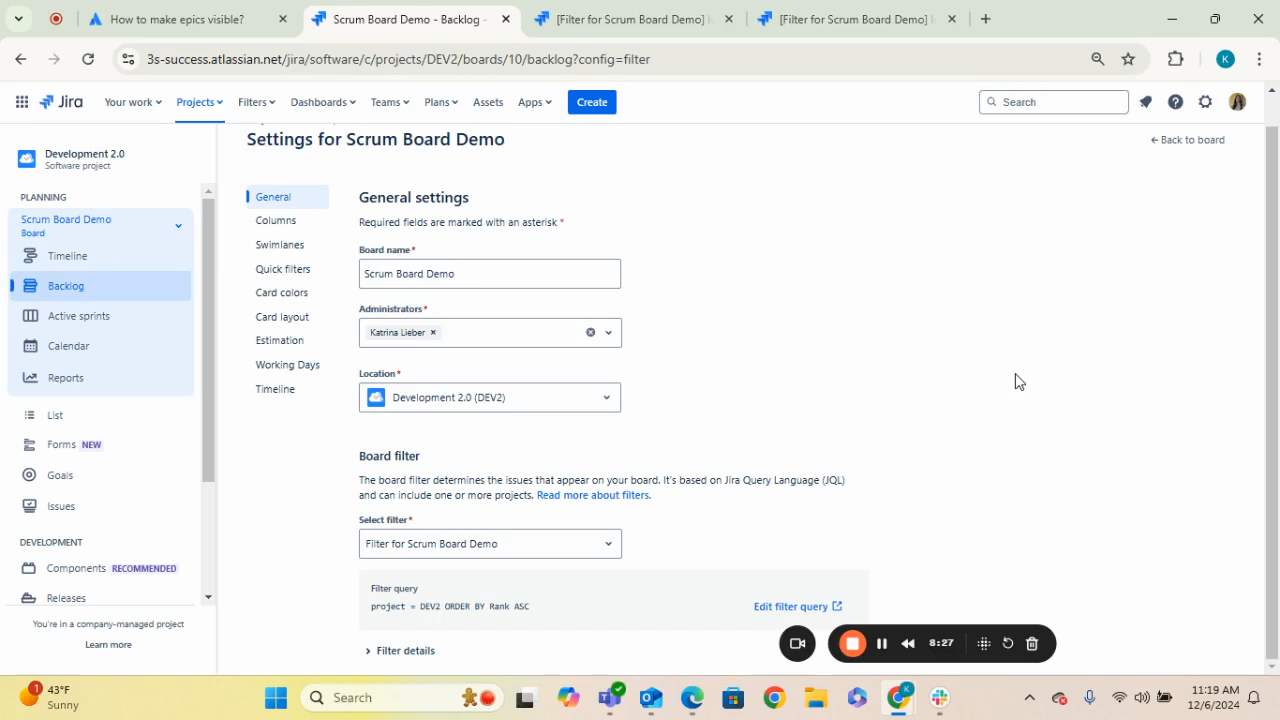 How to make epics visible?
Scrum Board Demo - Backlog -
[Filter for Scrum Board Demo]
[Filter for Scrum Board Demo]
3s-success.atlassian.net/jira/software/c/projects/DEV2/boards/10/backlog?config=filter
K
Jira
Your work
Projects
Filters
Dashboards
Teams
Plans
Assets
Apps
Create
Search
Development 2.0
Software project
PLANNING
Scrum Board Demo
Board
Timeline
Backlog
Active sprints
Calendar
Reports
List
Forms NEW
Goals
Issues
DEVELOPMENT
Components RECOMMENDED
Releases
You're in a company-managed project
Learn more
Settings for Scrum Board Demo
Back to board
General
Columns
Swimlanes
Quick filters
Card colors
Card layout
Estimation
Working Days
Timeline
General settings
Required fields are marked with an asterisk *
Board name*
Scrum Board Demo
Administrators*
Katrina Lieber
Location*
Development 2.0 (DEV2)
Board filter
The board filter determines the issues that appear on your board. It's based on Jira Query Language (JQL)
and can include one or more projects. Read more about filters.
Select filter*
Filter for Scrum Board Demo
Filter query
project = DEV2 ORDER BY Rank ASC
Edit filter query
Filter details
8:27
1
43°F
Sunny
Search
K
11:19 AM
12/6/2024